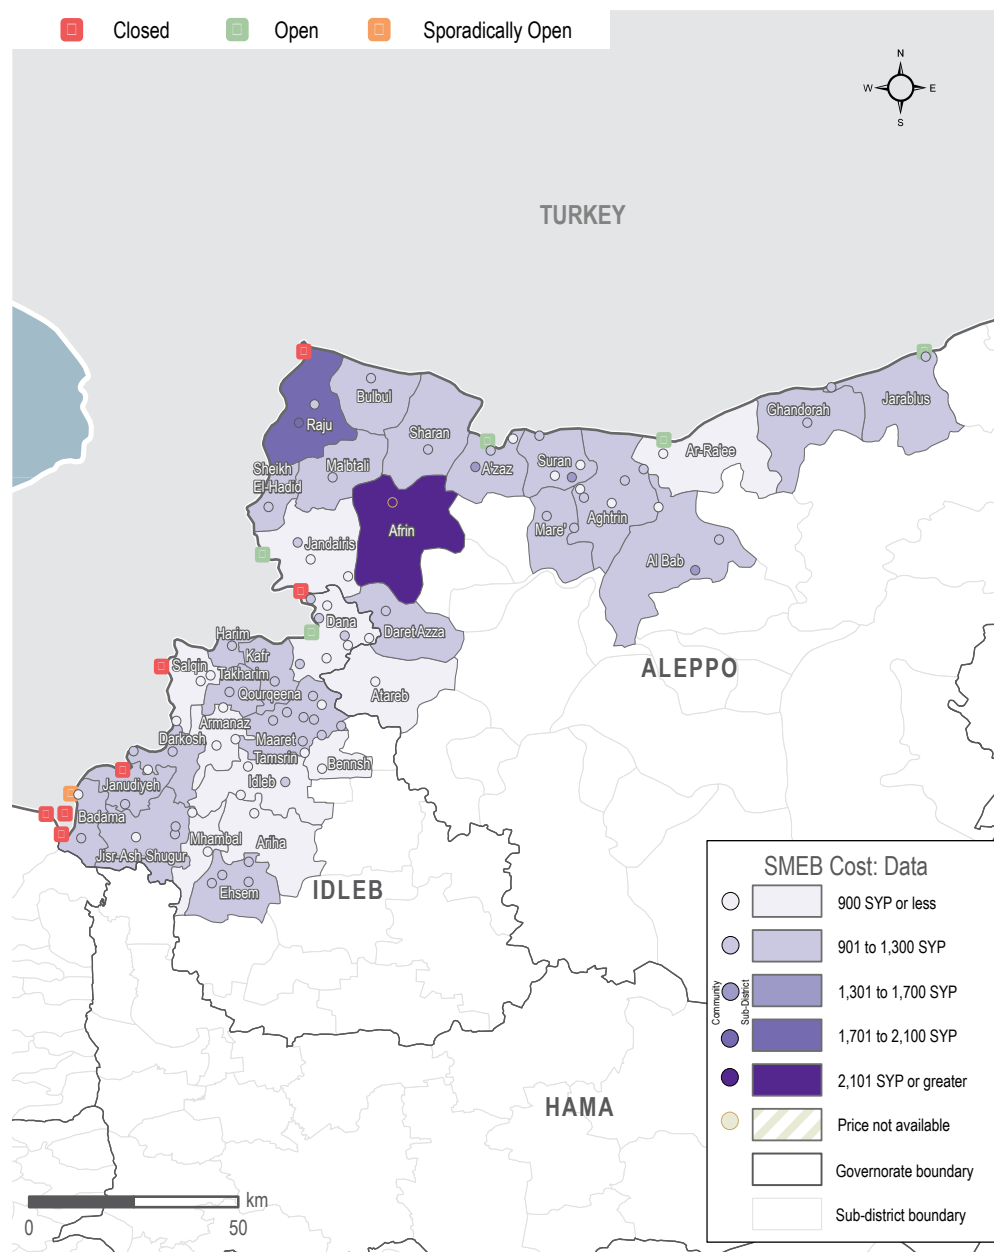 Closed Open Sporadically Open
N
W E
S
TURKEY
Bulbul
Raju
Sharan
Ghandorah
Jarablus
Ar-Ra'ee
Sheikh
El-Hadid
Ma'btali
A'zaz
Suran
Afrin
Mare'
Aghtrin
Jandairis
Al Bab
Dana
Daret Azza
Harim
Kafr
Takharim
Salqin
Qourqeena
Atareb
ALEPPO
Armanaz
Darkosh
Maaret
Tamsrin
Bennsh
Janudiyeh
Idleb
Badama
Mhambal
Ariha
Jisr-Ash-Shugur
Ehsem
IDLEB
HAMA
SMEB Cost: Data
900 SYP or less
901 to 1,300 SYP
Community
Sub-District
1,301 to 1,700 SYP
1,701 to 2,100 SYP
2,101 SYP or greater
Price not available
Governorate boundary
Sub-district boundary
km
0 50